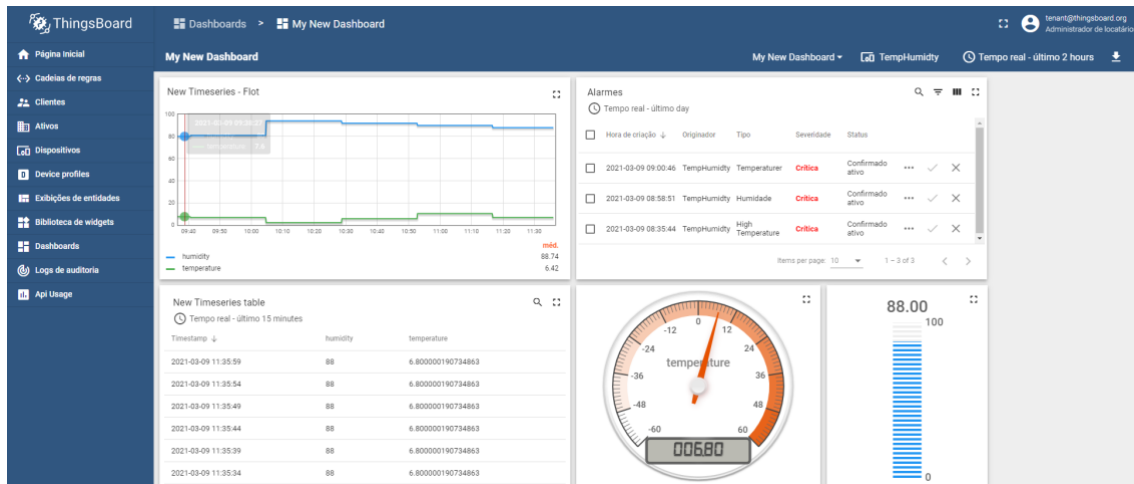 ThingsBoard
Dashboards > My New Dashboard
tenant@thingsboard.org
Administrador de locatário
Página Inicial
Cadeias de regras
Clientes
Ativos
Dispositivos
Device profiles
Exibições de entidades
Biblioteca de widgets
Dashboards
Logs de auditoria
Api Usage
My New Dashboard
My New Dashboard TempHumidty Tempo real - último 2 hours
New Timeseries - Flot
100
80
60
40
20
0
09:40 09:50 10:00 10:10 10:20 10:30 10:40 10:50 11:00 11:10 11:20 11:30
temperature 7.6
méd.
humidity 88.74
temperature 6.42
Alarmes
Tempo real - último day
Hora de criação ↓ Originador Tipo Severidade Status
2021-03-09 09:00:46 TempHumidty Temperaturer Crítica Confirmado ativo
2021-03-09 08:58:51 TempHumidty Humidade Crítica Confirmado ativo
2021-03-09 08:35:44 TempHumidty High Temperature Crítica Confirmado ativo
Items per page: 10 1 – 3 of 3
New Timeseries table
Tempo real - último 15 minutes
Timestamp ↓ humidity temperature
2021-03-09 11:35:59 88 6.800000190734863
2021-03-09 11:35:54 88 6.800000190734863
2021-03-09 11:35:49 88 6.800000190734863
2021-03-09 11:35:44 88 6.800000190734863
2021-03-09 11:35:39 88 6.800000190734863
2021-03-09 11:35:34 88 6.800000190734863
-12 0 12
-24 24
temperature
-36 36
-48 48
-60 60
006.80
88.00
100
0